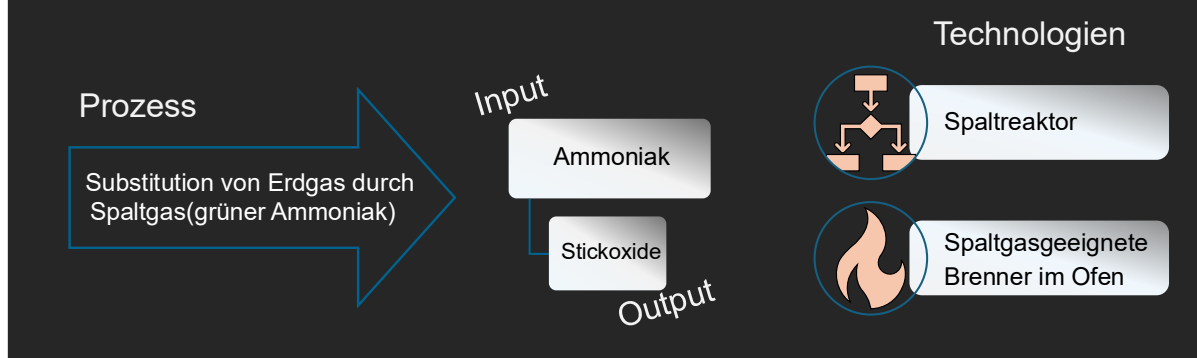 Prozess
Substitution von Erdgas durch
Spaltgas(grüner Ammoniak)
Input
Ammoniak
Stickoxide
Output
Technologien
Spaltreaktor
Spaltgasgeeignete
Brenner im Ofen